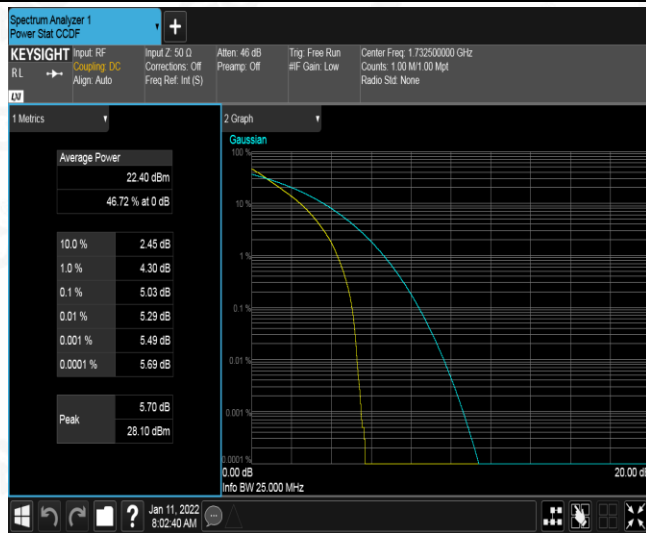 Spectrum Analyzer 1
Power Stat CCDF
+
KEYSIGHT
RL
LXI
Input: RF
Coupling: DC
Align: Auto
Input Z: 50 Ω
Corrections: Off
Freq Ref: Int (S)
Atten: 46 dB
Preamp: Off
Trig: Free Run
#IF Gain: Low
Center Freq: 1.732500000 GHz
Counts: 1.00 M/1.00 Mpt
Radio Std: None
1 Metrics
Average Power
22.40 dBm
46.72 % at 0 dB
10.0 % 2.45 dB
1.0 % 4.30 dB
0.1 % 5.03 dB
0.01 % 5.29 dB
0.001 % 5.49 dB
0.0001 % 5.69 dB
Peak
5.70 dB
28.10 dBm
2 Graph
Gaussian
100 %
10 %
1 %
0.1 %
0.01 %
0.001 %
0.0001 %
0.00 dB 20.00 dB
Info BW 25.000 MHz
?
Jan 11, 2022
8:02:40 AM